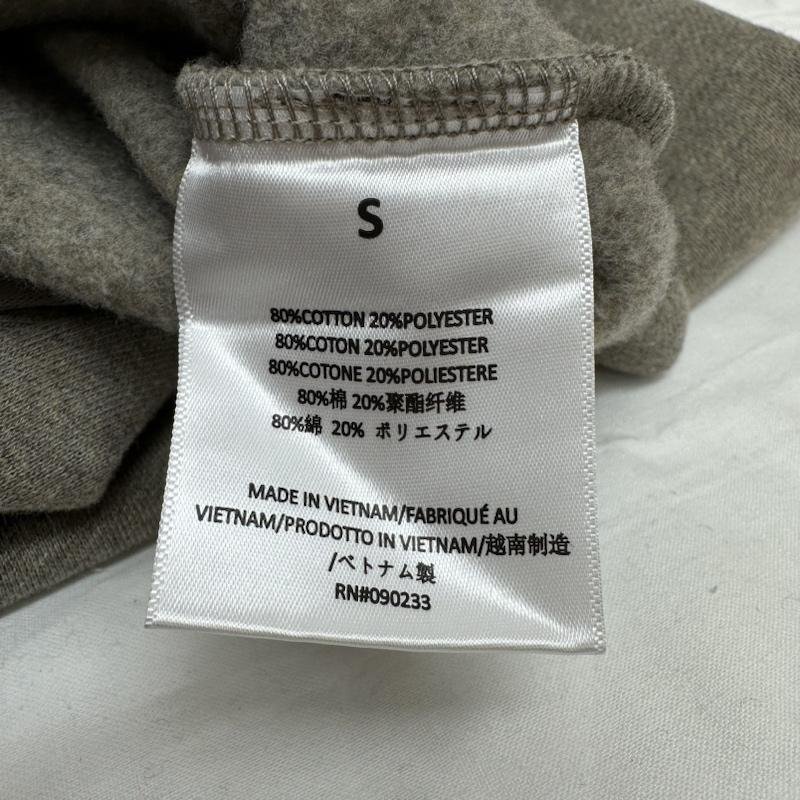 S
80%COTTON 20%POLYESTER
80%COTON 20%POLYESTER
80%COTONE 20%POLIESTERE
80%棉 20%聚酯纤维
80%綿 20% ポリエステル
MADE IN VIETNAM/FABRIQUÉ AU
VIETNAM/PRODOTTO IN VIETNAM/越南制造
/ベトナム製
RN#090233